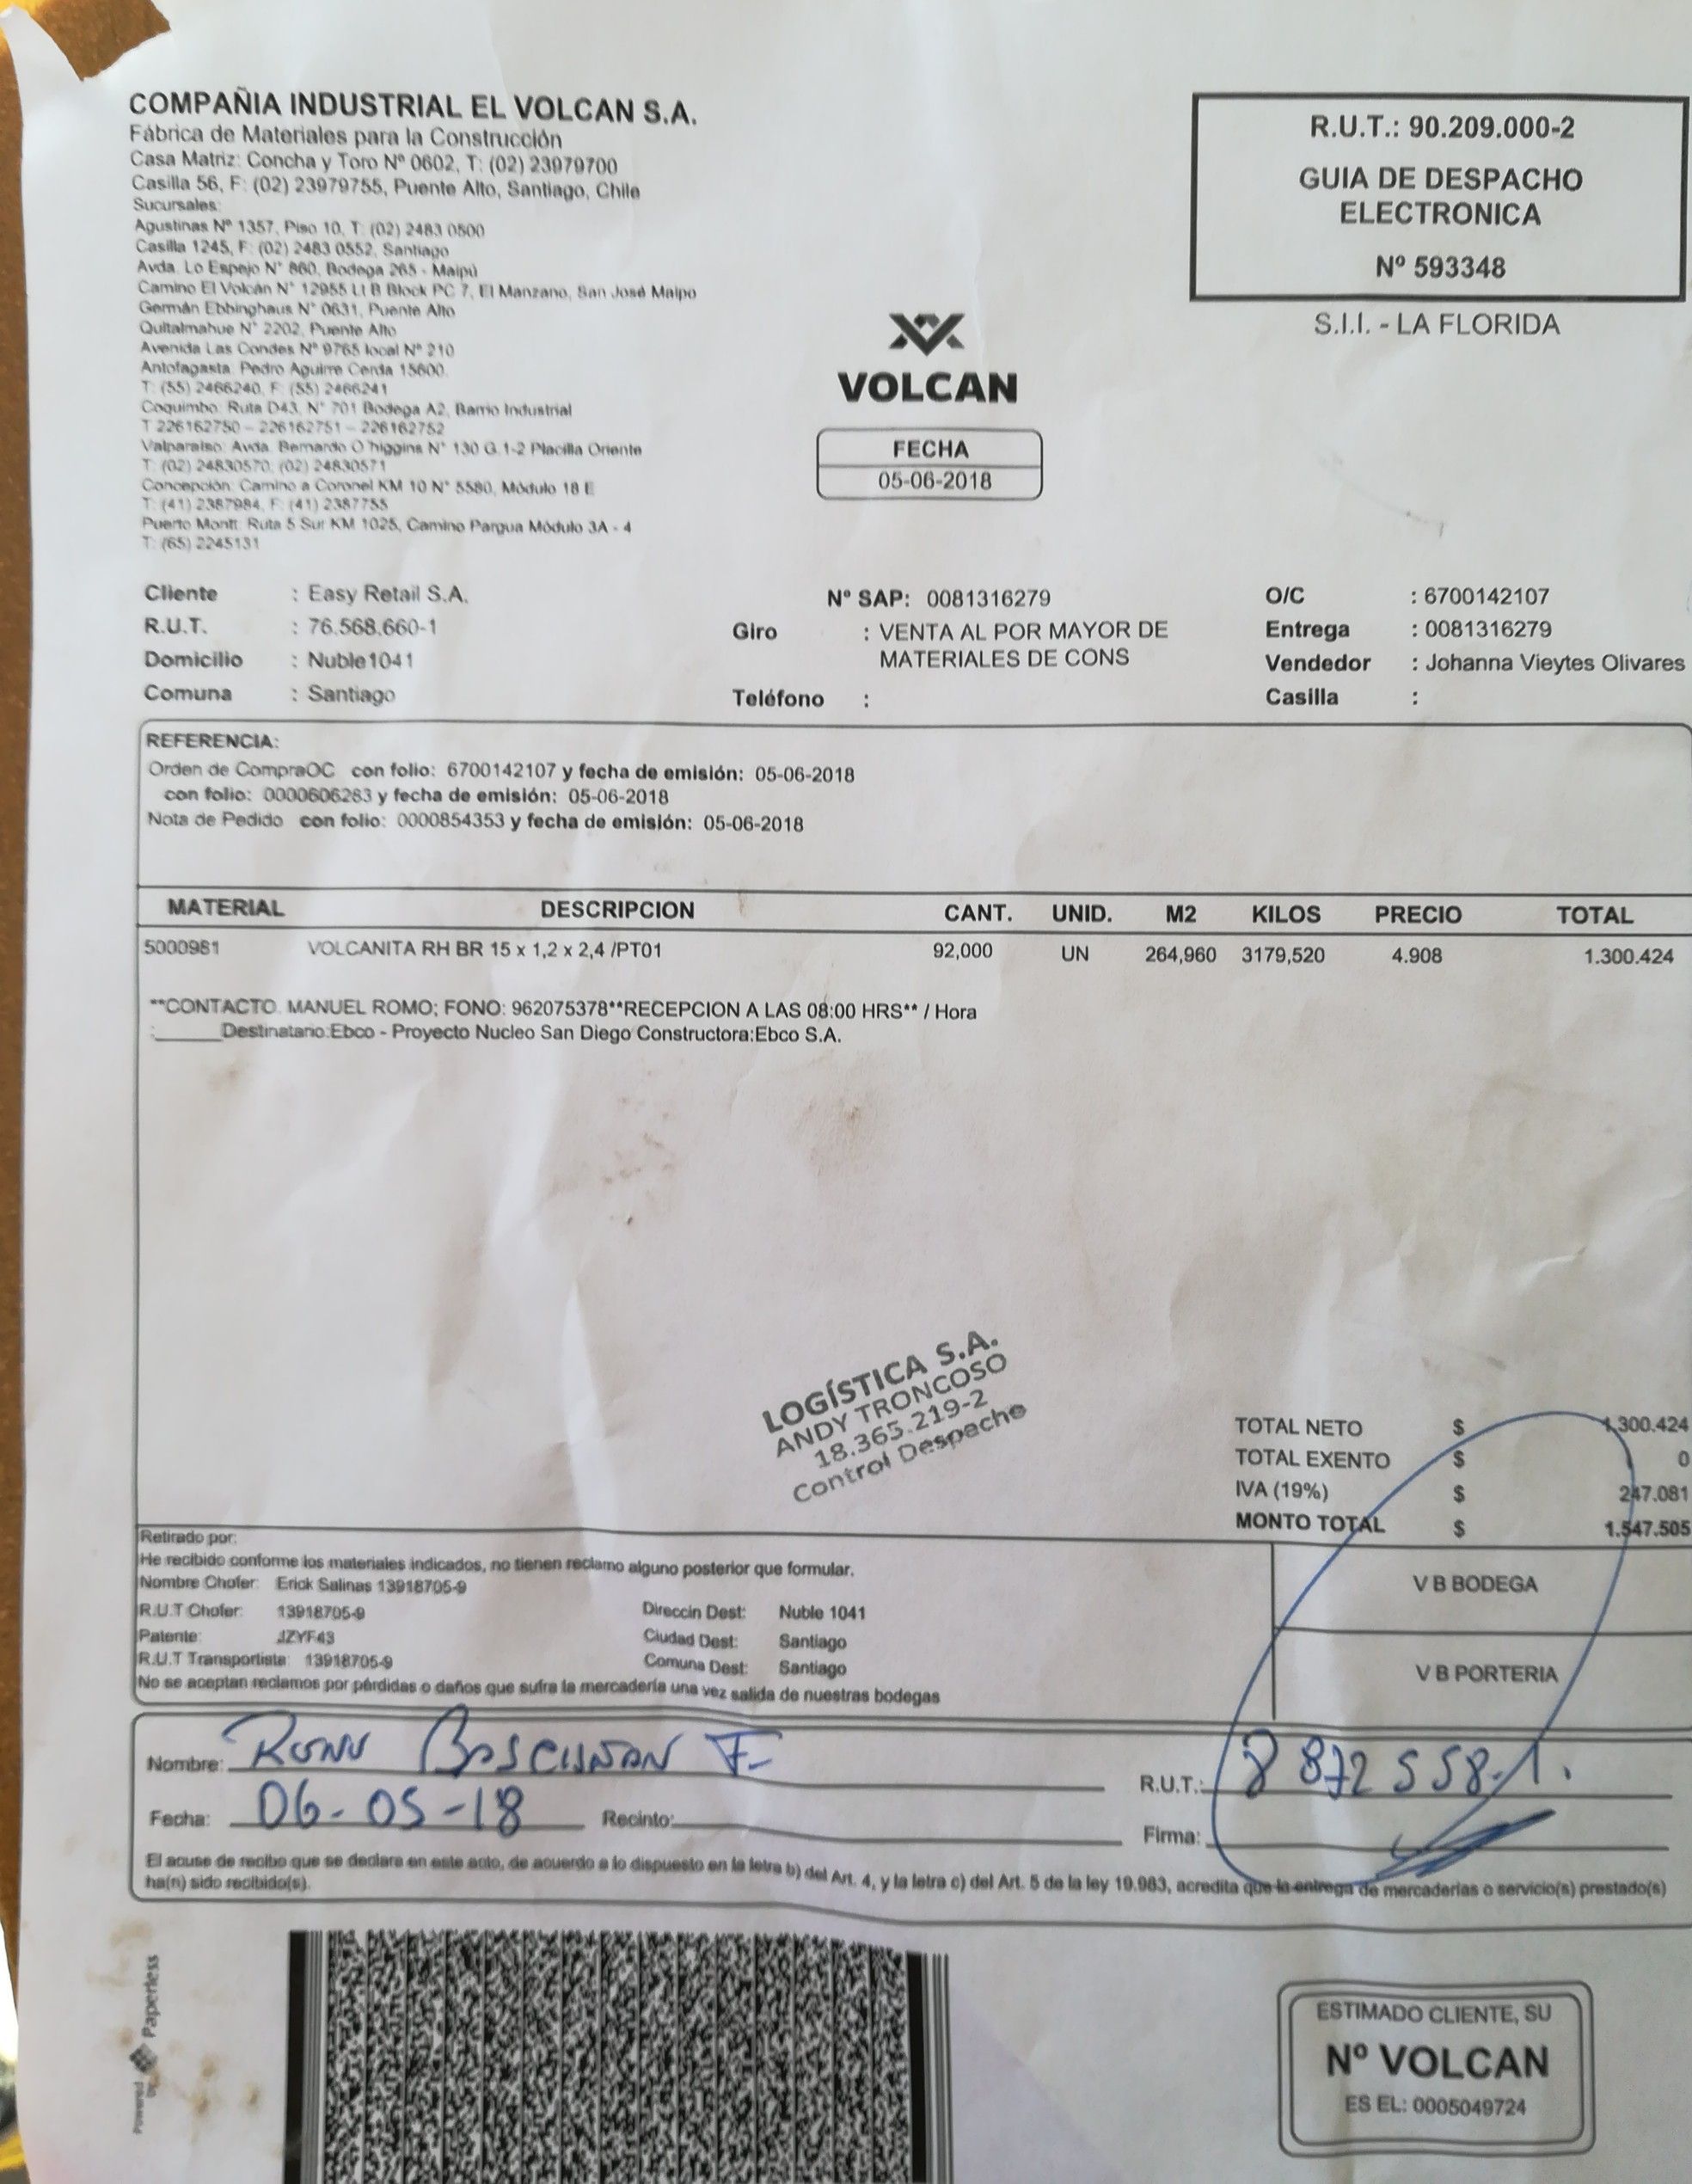 COMPAÑIA INDUSTRIAL EL VOLCAN S.A.
Fábrica de Materiales para la Construcción
Casa Matriz: Concha y Toro Nº 0602, T: (02) 23979700
Casilla 56, F: (02) 23979755, Puente Alto, Santiago, Chile
Sucursales:
Agustinas Nº 1357, Piso 10, T: (02) 2483 0500
Casilla 1245, F: (02) 2483 0552, Santiago
Avda. Lo Espejo N° 860, Bodega 265 - Maipú
Camino El Volcán N° 12955 Lt B Block PC 7, El Manzano, San José Maipo
Germán Ebbinghaus N° 0631, Puente Alto
Quitalmahue N° 2202, Puente Alto
Avenida Las Condes Nº 9765 local Nº 210
Antofagasta: Pedro Aguirre Cerda 15600.
T: (55) 2466240, F: (55) 2466241
Coquimbo: Ruta D43, N° 701 Bodega A2, Barrio Industrial
T 226162750 – 226162751 – 226162752
Valparaíso: Avda. Bernardo O'higgins N° 130 G.1-2 Placilla Oriente
T: (02) 24830570; (02) 24830571
Concepción: Camino a Coronel KM 10 N° 5580, Módulo 18 E
T: (41) 2387984, F: (41) 2387755
Puerto Montt: Ruta 5 Sur KM 1025, Camino Pargua Módulo 3A - 4
T: (65) 2245131
R.U.T.: 90.209.000-2
GUIA DE DESPACHO
ELECTRONICA
Nº 593348
S.I.I. - LA FLORIDA
VOLCAN
FECHA
05-06-2018
Cliente : Easy Retail S.A. Nº SAP: 0081316279 O/C : 6700142107
R.U.T. : 76.568.660-1 Giro : VENTA AL POR MAYOR DE Entrega : 0081316279
Domicilio : Nuble1041 MATERIALES DE CONS Vendedor : Johanna Vieytes Olivares
Comuna : Santiago Teléfono : Casilla :
REFERENCIA:
Orden de CompraOC con folio: 6700142107 y fecha de emisión: 05-06-2018
con folio: 0000606283 y fecha de emisión: 05-06-2018
Nota de Pedido con folio: 0000854353 y fecha de emisión: 05-06-2018
MATERIAL DESCRIPCION CANT. UNID. M2 KILOS PRECIO TOTAL
5000981 VOLCANITA RH BR 15 x 1,2 x 2,4 /PT01 92,000 UN 264,960 3179,520 4.908 1.300.424
**CONTACTO. MANUEL ROMO; FONO: 962075378**RECEPCION A LAS 08:00 HRS** / Hora
:______Destinatario:Ebco - Proyecto Nucleo San Diego Constructora:Ebco S.A.
LOGÍSTICA S.A.
ANDY TRONCOSO
18.365.219-2
Control Despacho
TOTAL NETO $ 1.300.424
TOTAL EXENTO $ 0
IVA (19%) $ 247.081
MONTO TOTAL $ 1.547.505
Retirado por:
He recibido conforme los materiales indicados, no tienen reclamo alguno posterior que formular.
Nombre Chofer: Erick Salinas 13918705-9
R.U.T Chofer: 13918705-9 Direccin Dest: Nuble 1041
Patente: JZYF43 Ciudad Dest: Santiago
R.U.T Transportista: 13918705-9 Comuna Dest: Santiago
No se aceptan reclamos por pérdidas o daños que sufra la mercadería una vez salida de nuestras bodegas
V B BODEGA
V B PORTERIA
Nombre: F. R.U.T.: 8872558-1.
Fecha: 06-05-18 Recinto: Firma:
El acuse de recibo que se declara en este acto, de acuerdo a lo dispuesto en la letra b) del Art. 4, y la letra c) del Art. 5 de la ley 19.983, acredita que la entrega de mercaderías o servicio(s) prestado(s)
ha(n) sido recibido(s).
Powered by Paperless
ESTIMADO CLIENTE, SU
Nº VOLCAN
ES EL: 0005049724